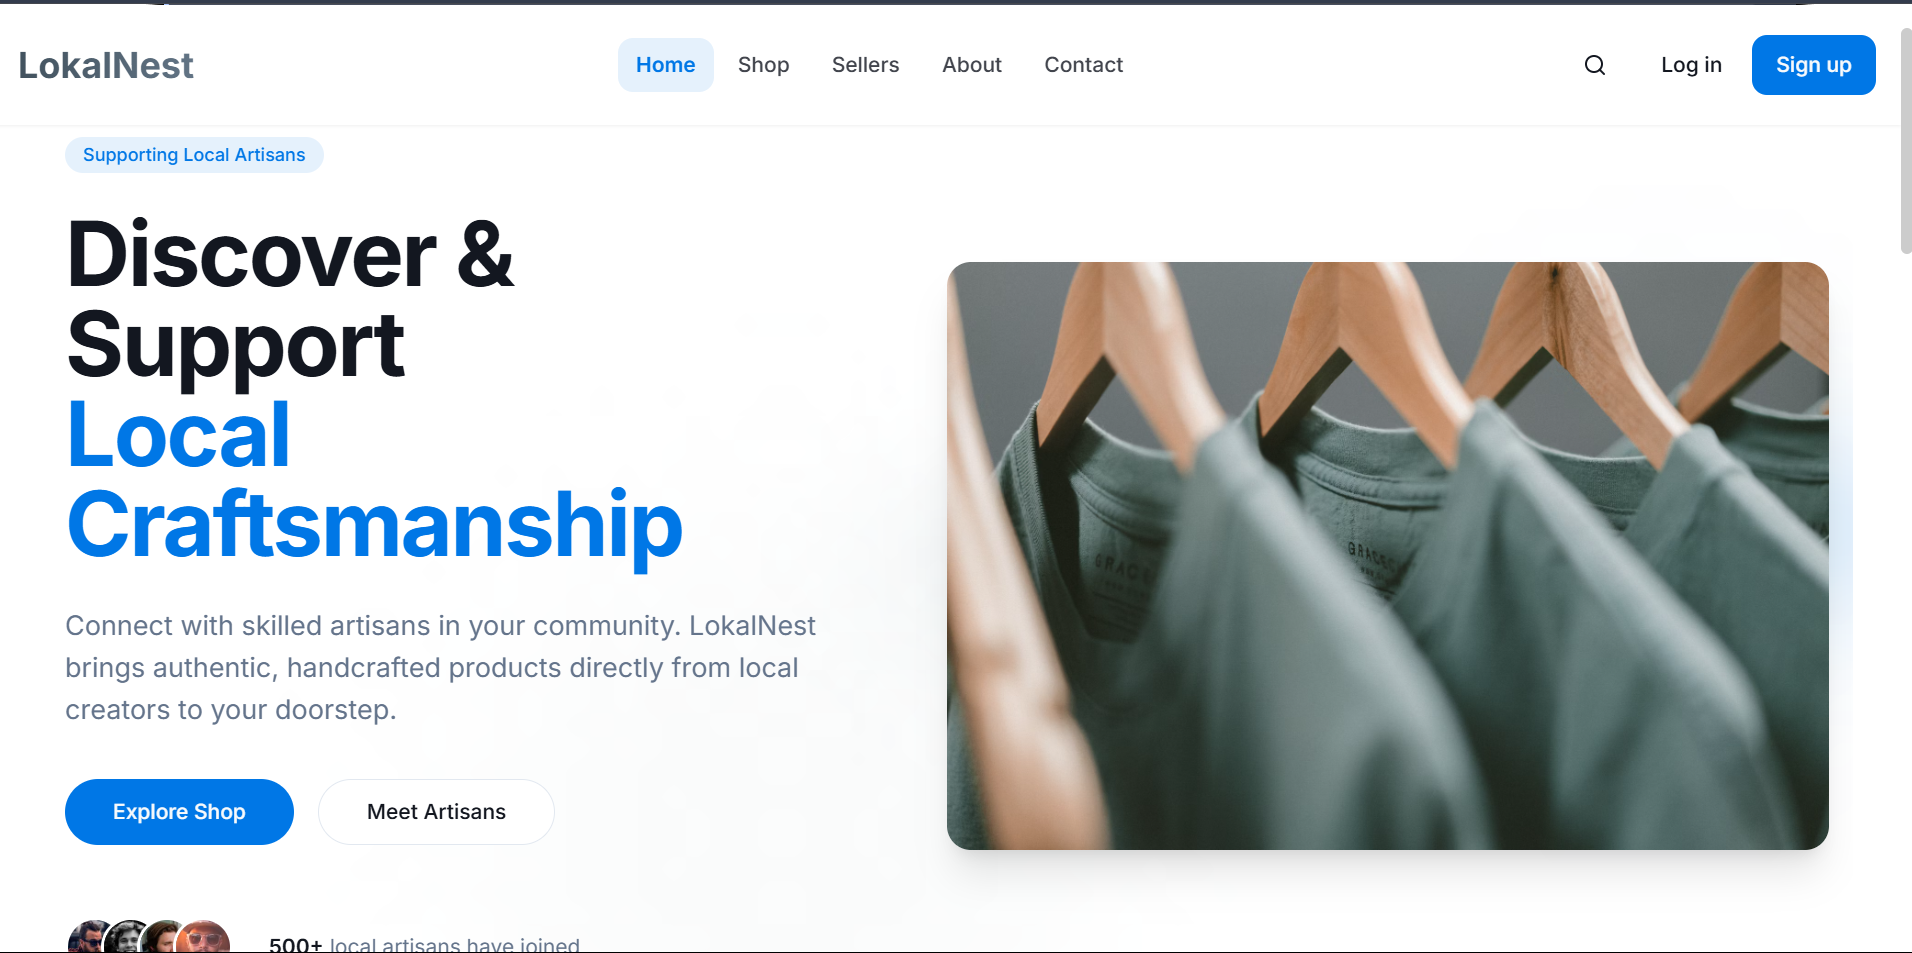 LokalNest
Home
Shop
Sellers
About
Contact
Log in
Sign up
Supporting Local Artisans
Discover &
Support
Local
Craftsmanship
Connect with skilled artisans in your community. LokalNest
brings authentic, handcrafted products directly from local
creators to your doorstep.
Explore Shop
Meet Artisans
500+ local artisans have joined